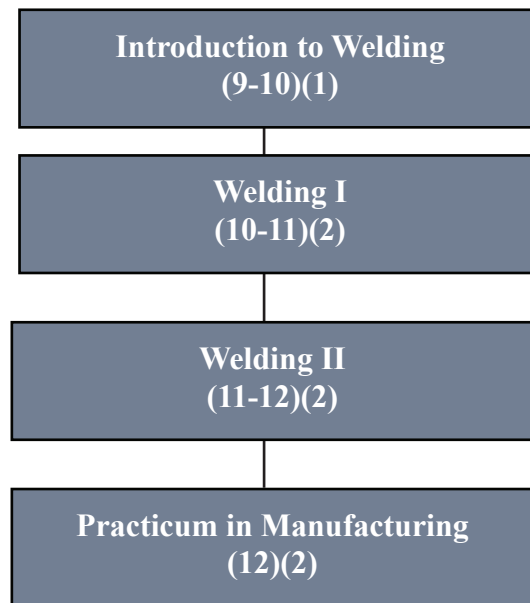 Introduction to Welding
(9-10)(1)
Welding I
(10-11)(2)
Welding II
(11-12)(2)
Practicum in Manufacturing
(12)(2)